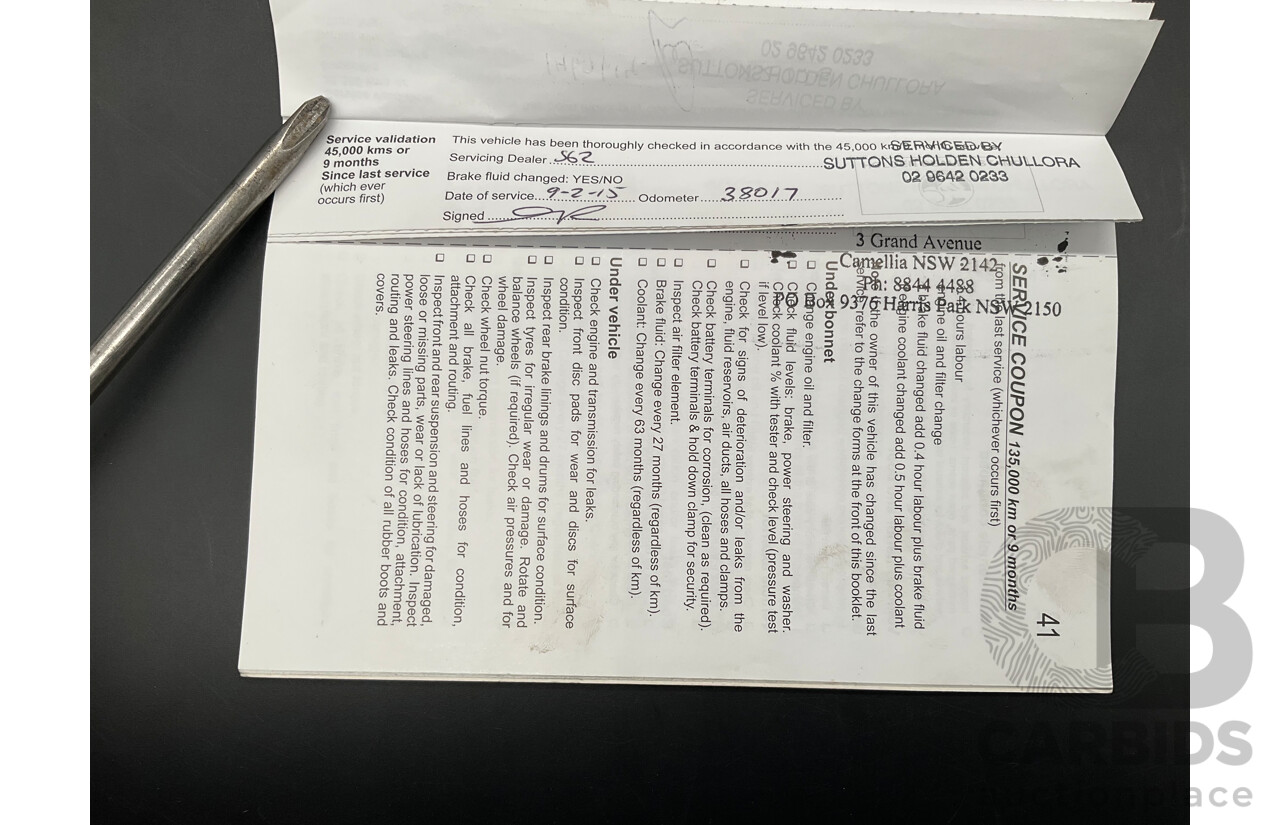 02 9642 0233
SUTTONS HOLDEN CHULLORA
SERVICED BY
Service validation
45,000 kms or
9 months
Since last service
(which ever
occurs first)
This vehicle has been thoroughly checked in accordance with the 45,000
Servicing Dealer 562
Brake fluid changed: YES/NO
Date of service 9-2-15 Odometer 38017
Signed
SERVICED BY
SUTTONS HOLDEN CHULLORA
02 9642 0233
3 Grand Avenue
Camellia NSW 2142
Ph: 8844 4488
PO Box 9376 Harris Park NSW 2150
41
SERVICE COUPON 135,000 km or 9 months
from the last service (whichever occurs first)
hours labour
oil and filter change
fluid changed add 0.4 hour labour plus brake fluid
engine coolant changed add 0.5 hour labour plus coolant
the owner of this vehicle has changed since the last
refer to the change forms at the front of this booklet.
Under bonnet
Change engine oil and filter.
Check fluid levels: brake, power steering and washer.
Check coolant % with tester and check level (pressure test
if level low).
Check for signs of deterioration and/or leaks from the
engine, fluid reservoirs, air ducts, all hoses and clamps.
Check battery terminals for corrosion, (clean as required).
Check battery terminals & hold down clamp for security.
Inspect air filter element.
Brake fluid: Change every 27 months (regardless of km).
Coolant: Change every 63 months (regardless of km).
Under vehicle
Check engine and transmission for leaks.
Inspect front disc pads for wear and discs for surface
condition.
Inspect rear brake linings and drums for surface condition.
Inspect tyres for irregular wear or damage. Rotate and
balance wheels (if required). Check air pressures and for
wheel damage.
Check wheel nut torque.
Check all brake, fuel lines and hoses for condition,
attachment and routing.
Inspect front and rear suspension and steering for damaged,
loose or missing parts, wear or lack of lubrication. Inspect
power steering lines and hoses for condition, attachment,
routing and leaks. Check condition of all rubber boots and
covers.
CARBIDS
auctionplace